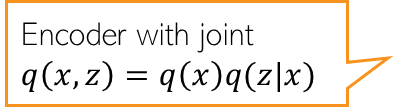 Encoder with joint
q(x, z) = q(x)q(z|x)